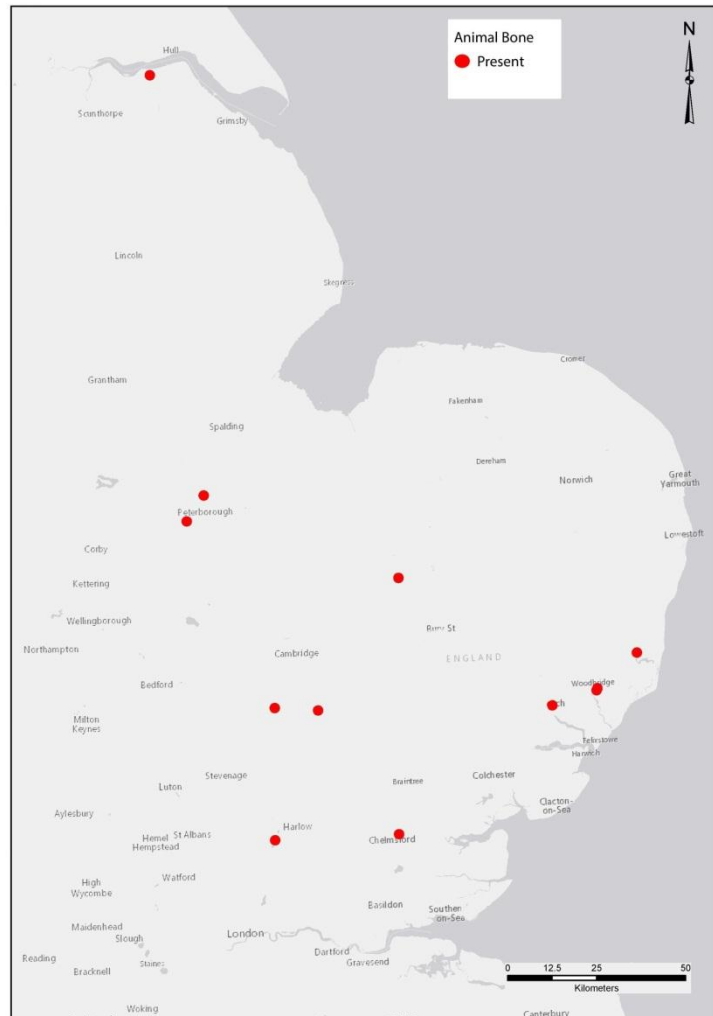 Animal Bone
Present
N
Hull
Scunthorpe
Grimsby
Lincoln
Skegness
Grantham
Cromer
Fakenham
Spalding
Dereham
Norwich
Great
Yarmouth
Peterborough
Lowestoft
Corby
Kettering
Wellingborough
Bury St
Northampton
Cambridge
ENGLAND
Bedford
Woodbridge
ch
Milton
Keynes
Felixstowe
Harwich
Stevenage
Colchester
Braintree
Luton
Clacton-
on-Sea
Aylesbury
Harlow
Hemel
Hempstead
St Albans
Chelmsford
Watford
High
Wycombe
Basildon
Southen-
on-Sea
Maidenhead
Slough
London
Dartford
Gravesend
Reading
Staines
Bracknell
0 12.5 25 50
Kilometers
Woking
Canterbury